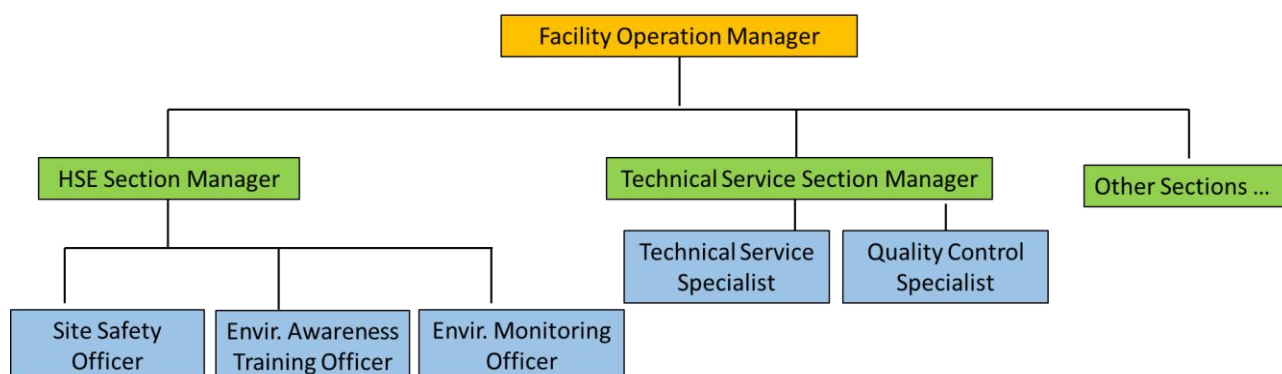 Facility Operation Manager
HSE Section Manager
Technical Service Section Manager
Other Sections ...
Technical Service
Specialist
Quality Control
Specialist
Site Safety
Officer
Envir. Awareness
Training Officer
Envir. Monitoring
Officer